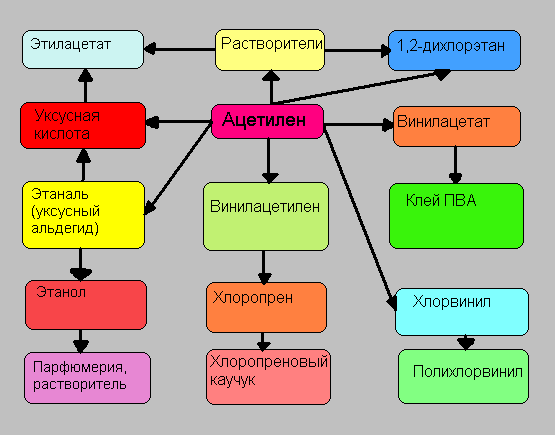 Этилацетат
Растворители
1,2-дихлорэтан
Уксусная
кислота
Ацетилен
Винилацетат
Этаналь
(уксусный
альдегид)
Винилацетилен
Клей ПВА
Этанол
Хлоропрен
Хлорвинил
Парфюмерия,
растворитель
Хлоропреновый
каучук
Полихлорвинил